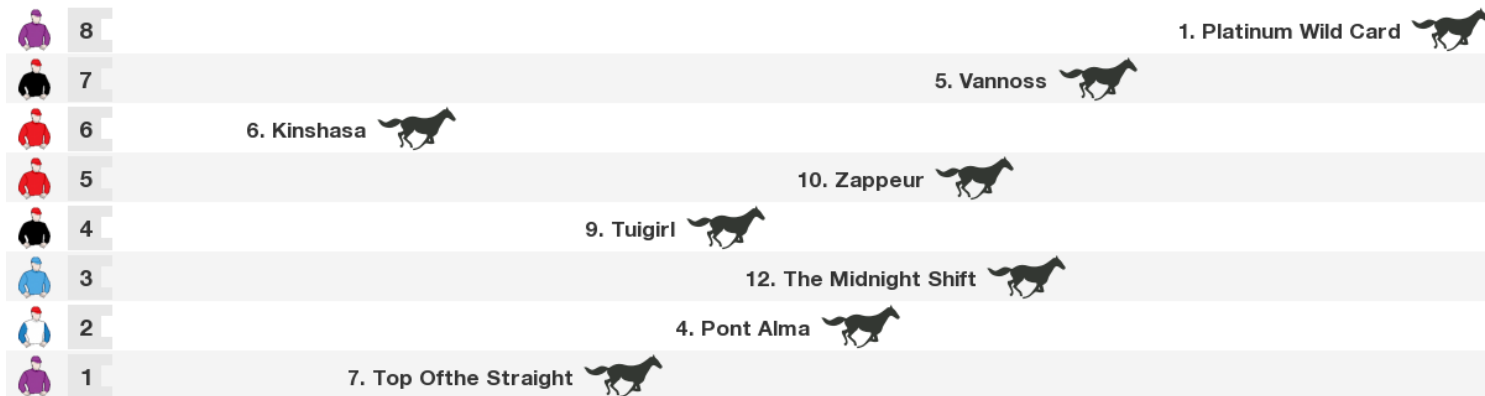 8 1. Platinum Wild Card
7 5. Vannoss
6 6. Kinshasa
5 10. Zappeur
4 9. Tuigirl
3 12. The Midnight Shift
2 4. Pont Alma
1 7. Top Ofthe Straight